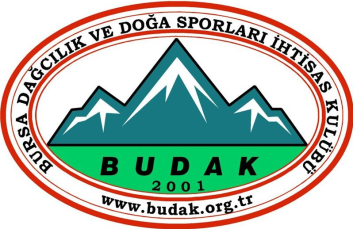 BURSA DAĞCILIK VE DOĞA SPORLARI İHTİSAS KULÜBÜ
BUDAK
2001
www.budak.org.tr